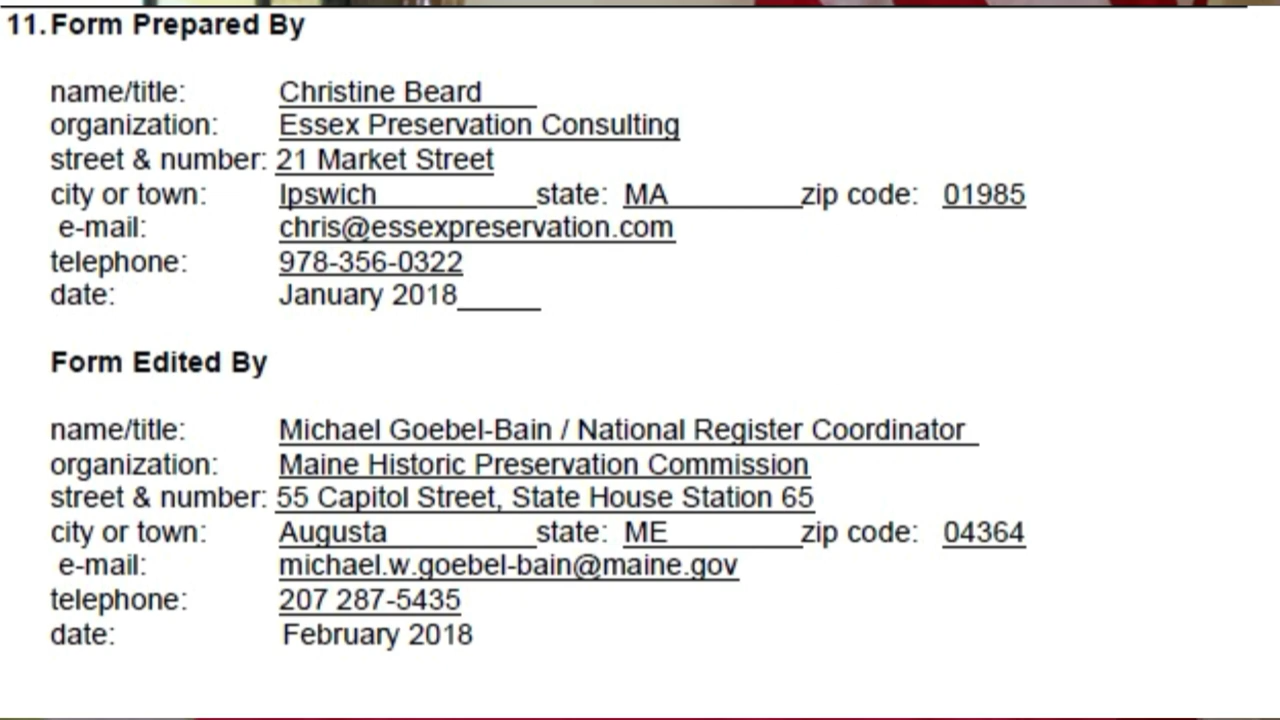 11. Form Prepared By
name/title: Christine Beard
organization: Essex Preservation Consulting
street & number: 21 Market Street
city or town: Ipswich state: MA zip code: 01985
e-mail: chris@essexpreservation.com
telephone: 978-356-0322
date: January 2018
Form Edited By
name/title: Michael Goebel-Bain / National Register Coordinator
organization: Maine Historic Preservation Commission
street & number: 55 Capitol Street, State House Station 65
city or town: Augusta state: ME zip code: 04364
e-mail: michael.w.goebel-bain@maine.gov
telephone: 207 287-5435
date: February 2018